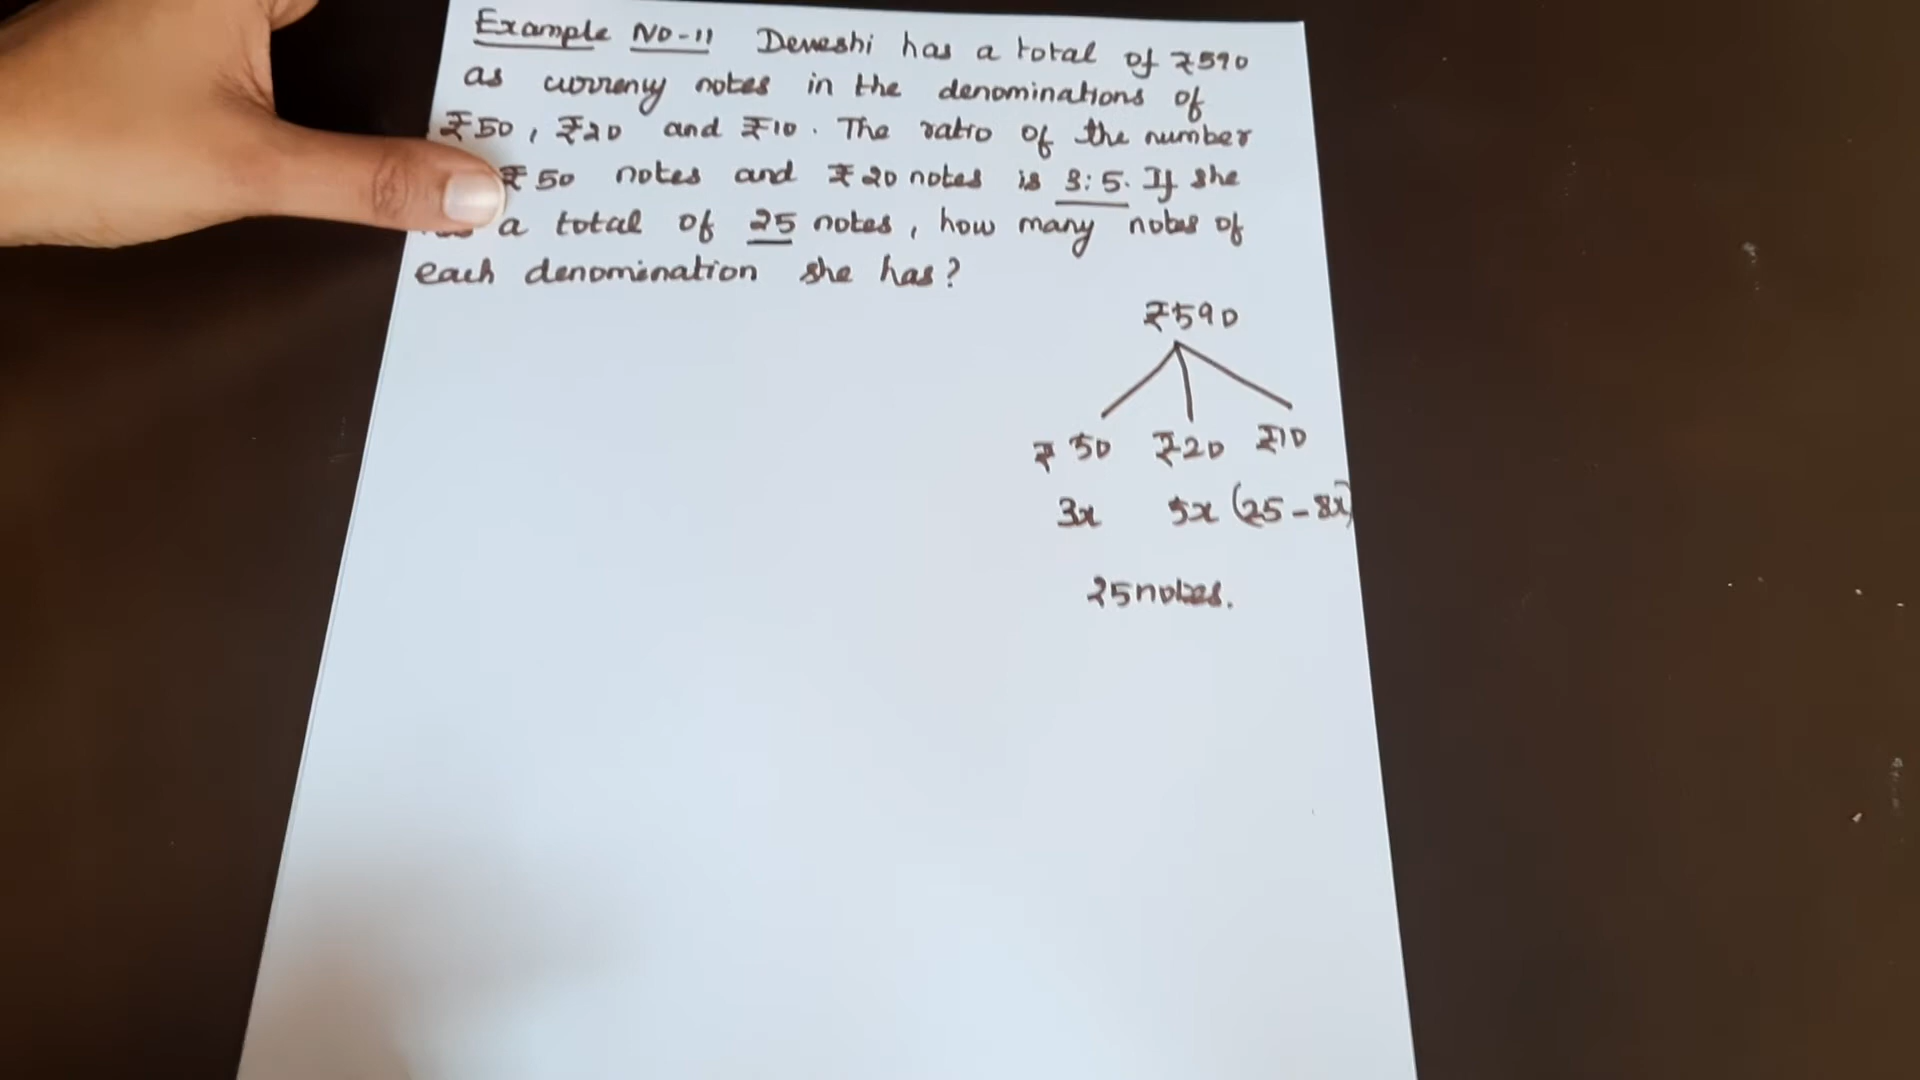 Example No-11 Deveshi has a total of ₹590
as currency notes in the denominations of
₹50, ₹20 and ₹10. The ratio of the number
₹50 notes and ₹20 notes is 3:5. If she
a total of 25 notes, how many notes of
each denomination she has?
₹590
₹50 ₹20 ₹10
3x 5x (25-8x)
25 notes.